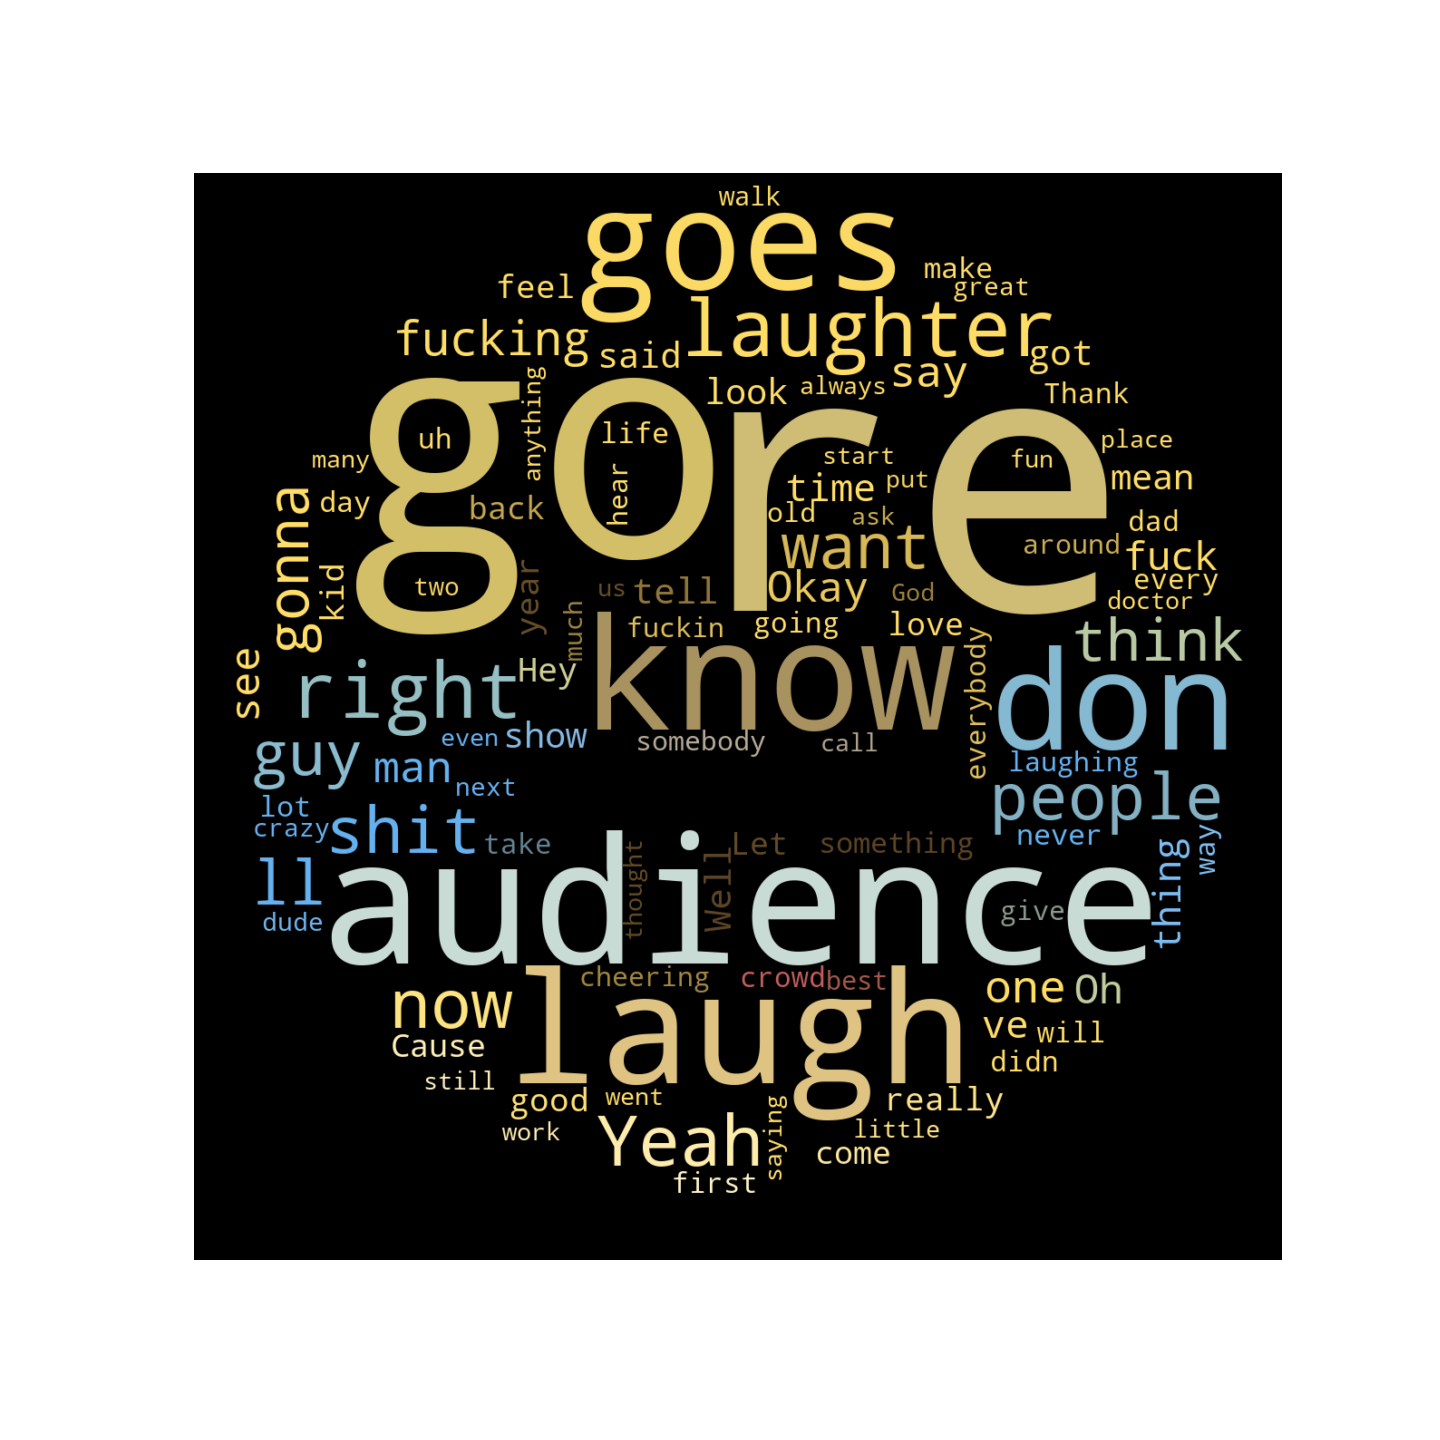 walk
goes
make
feel
great
laughter
fucking
said
got
say
look
always
Thank
anything
gore
uh
life
place
many
start
fun
mean
hear
time
put
gonna
day
back
old
ask
dad
want
around
fuck
kid
two
year
us
tell
Okay
God
every
doctor
much
fuckin
going
love
think
see
right
Hey
know
everybody
don
guy
even
show
somebody
call
man
laughing
next
lot
people
crazy
shit
take
Let
something
never
way
ll
thought
Well
thing
dude
audience
give
cheering
crowd
best
now
laugh
one
Oh
Cause
ve
will
didn
still
good
went
really
work
Yeah
saying
little
come
first